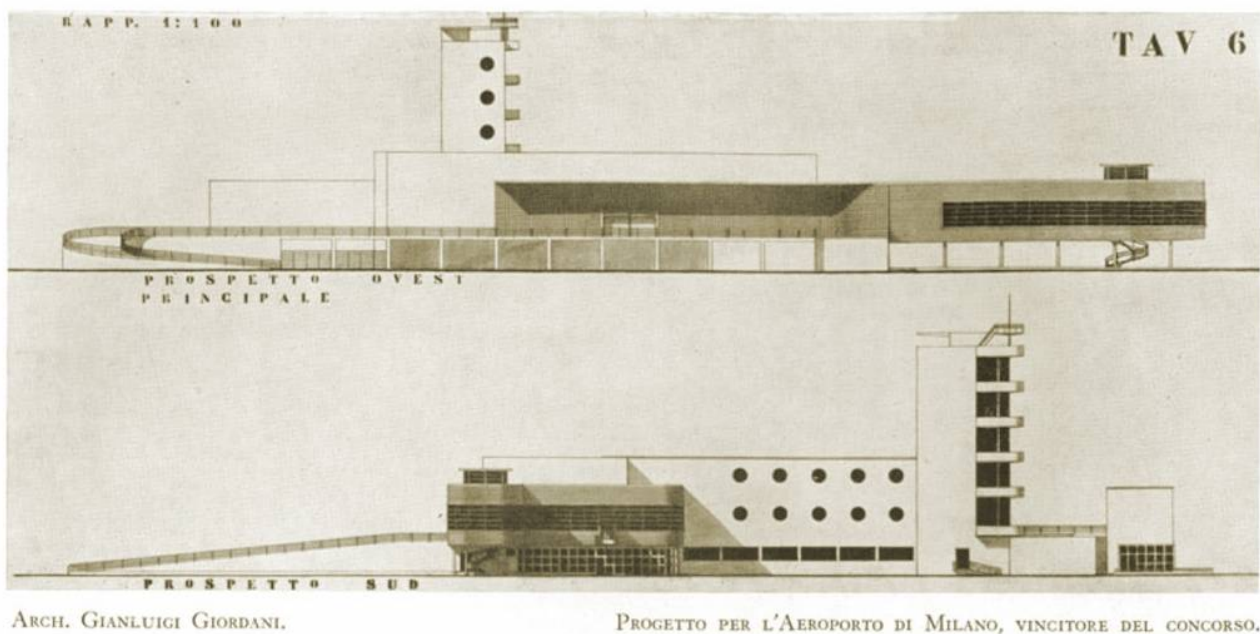 RAPP. 1:100
TAV 6
PROSPETTO OVEST
PRINCIPALE
PROSPETTO SUD
ARCH. GIANLUIGI GIORDANI.
PROGETTO PER L'AEROPORTO DI MILANO, VINCITORE DEL CONCORSO.